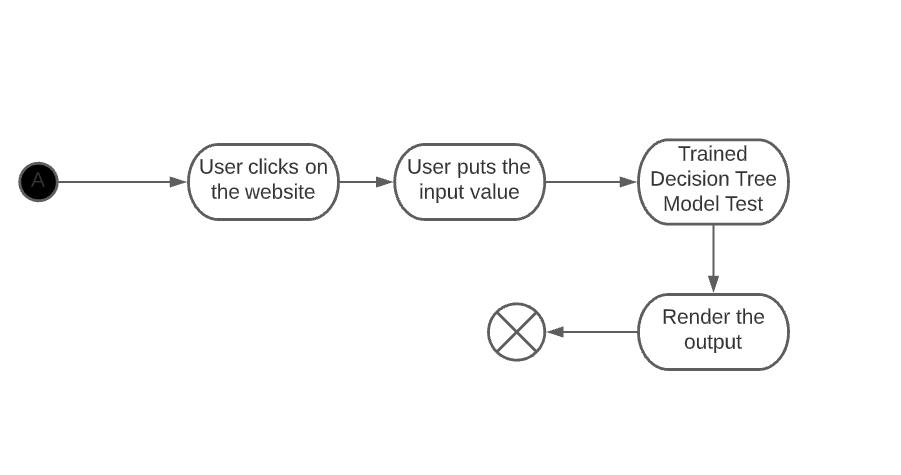 A
User clicks on
the website
User puts the
input value
Trained
Decision Tree
Model Test
Render the
output